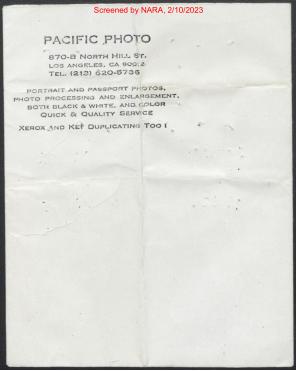 Screened by NARA, 2/10/2023
PACIFIC PHOTO
870-B NORTH HILL ST.
LOS ANGELES, CA 90012
TEL. (213) 620-5736
PORTRAIT AND PASSPORT PHOTOS,
PHOTO PROCESSING AND ENLARGEMENT,
BOTH BLACK & WHITE, AND COLOR
QUICK & QUALITY SERVICE
XEROX AND KEY DUPLICATING TOO !